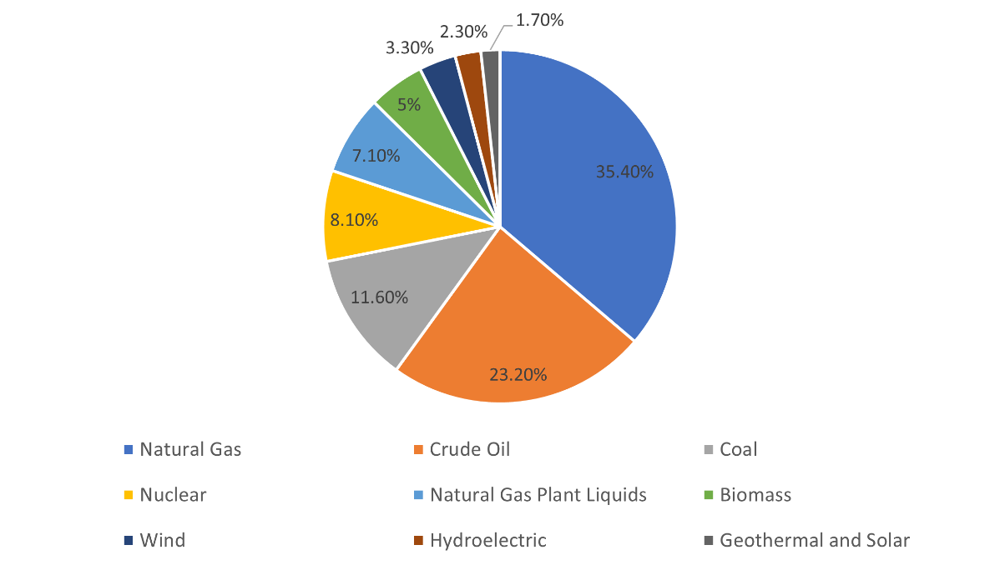 1.70%
2.30%
3.30%
5%
35.40%
7.10%
8.10%
11.60%
23.20%
Natural Gas
Crude Oil
Coal
Nuclear
Natural Gas Plant Liquids
Biomass
Wind
Hydroelectric
Geothermal and Solar